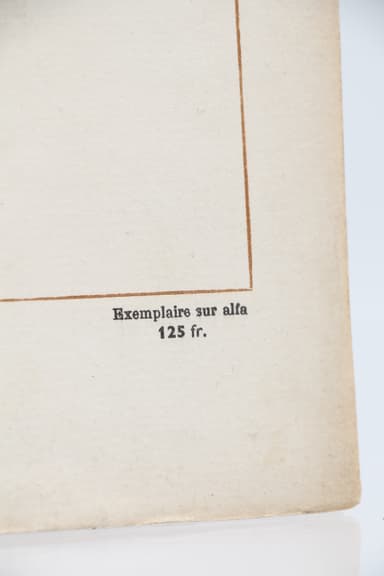 Exemplaire sur alfa
125 fr.